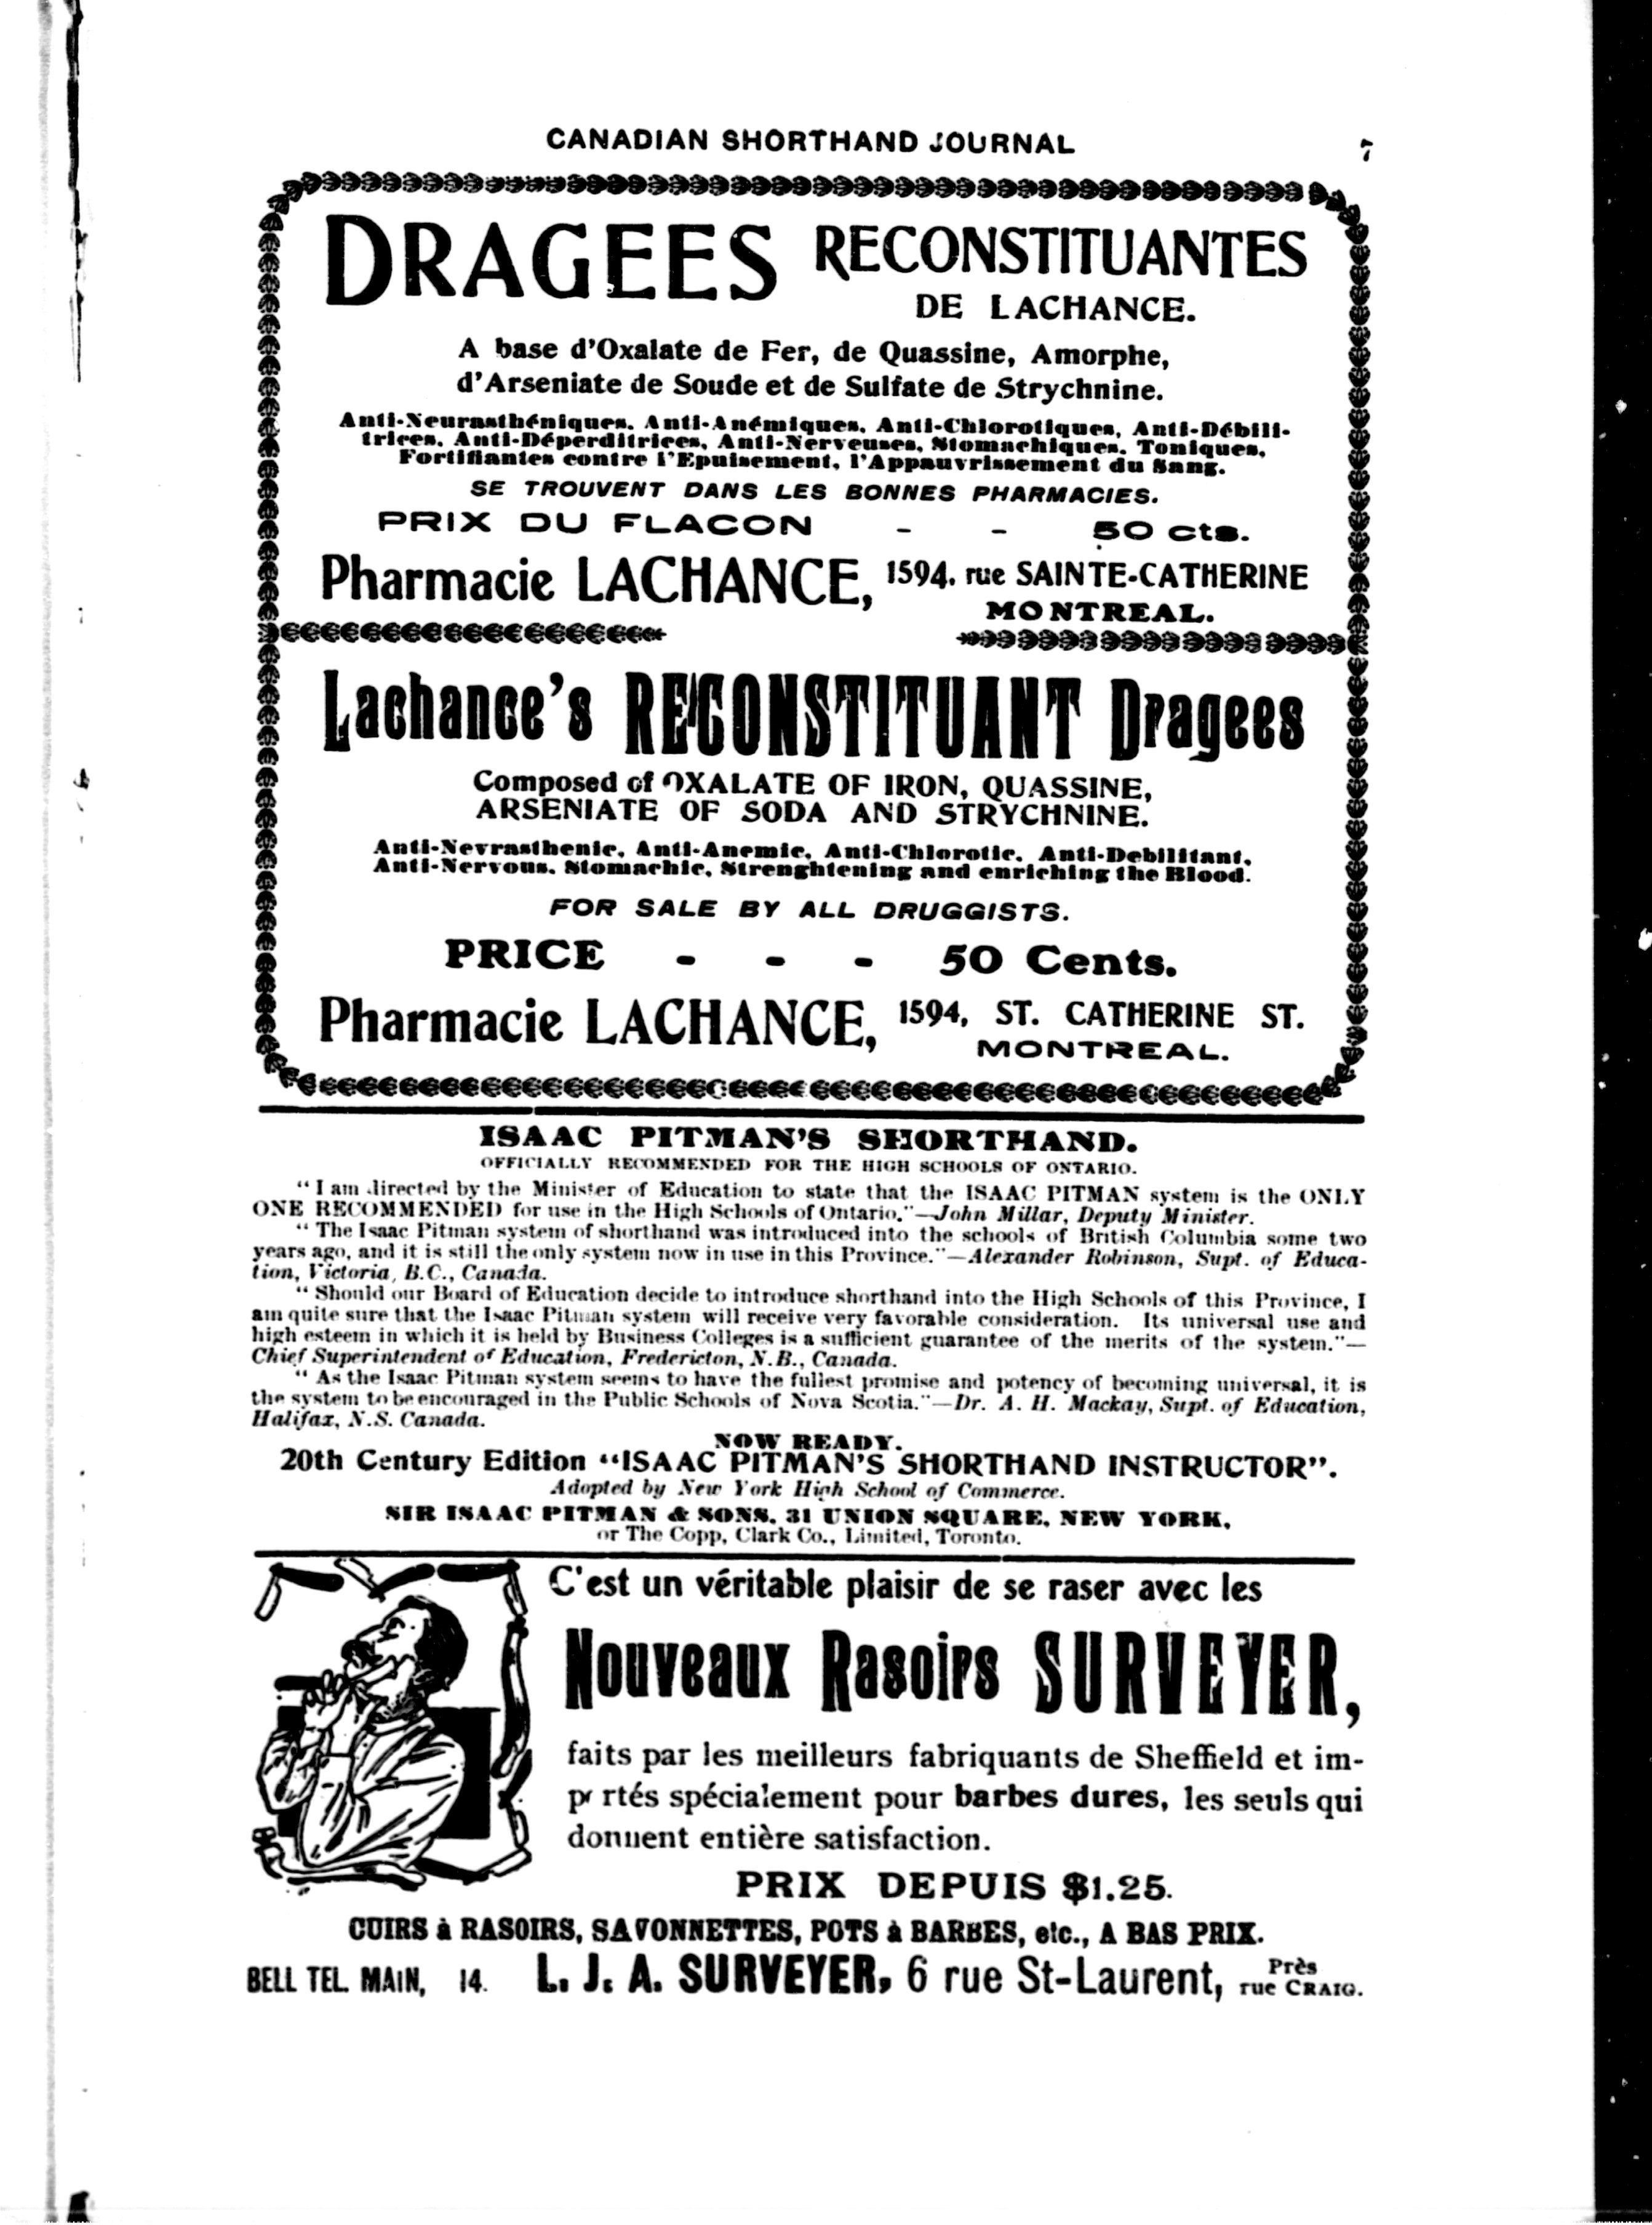 CANADIAN SHORTHAND JOURNAL 7
DRAGEES RECONSTITUANTES
DE LACHANCE.
A base d'Oxalate de Fer, de Quassine, Amorphe,
d'Arseniate de Soude et de Sulfate de Strychnine.
Anti-Neurasthéniques, Anti-Anémiques, Anti-Chlorotiques, Anti-Débili-
trices, Anti-Déperditrices, Anti-Nerveuses, Stomachiques, Toniques,
Fortifiantes contre l'Epuisement, l'Appauvrissement du Sang.
SE TROUVENT DANS LES BONNES PHARMACIES.
PRIX DU FLACON - - 50 cts.
Pharmacie LACHANCE, 1594, rue SAINTE-CATHERINE
MONTREAL.
Lachance's RECONSTITUANT Dragees
Composed of OXALATE OF IRON, QUASSINE,
ARSENIATE OF SODA AND STRYCHNINE.
Anti-Nevrasthenic, Anti-Anemic, Anti-Chlorotic, Anti-Debilitant,
Anti-Nervous, Stomachic, Strenghtening and enriching the Blood.
FOR SALE BY ALL DRUGGISTS.
PRICE - - - 50 Cents.
Pharmacie LACHANCE, 1594, ST. CATHERINE ST.
MONTREAL.
ISAAC PITMAN'S SHORTHAND.
OFFICIALLY RECOMMENDED FOR THE HIGH SCHOOLS OF ONTARIO.
"I am directed by the Minister of Education to state that the ISAAC PITMAN system is the ONLY
ONE RECOMMENDED for use in the High Schools of Ontario."—John Millar, Deputy Minister.
"The Isaac Pitman system of shorthand was introduced into the schools of British Columbia some two
years ago, and it is still the only system now in use in this Province."—Alexander Robinson, Supt. of Educa-
tion, Victoria, B.C., Canada.
"Should our Board of Education decide to introduce shorthand into the High Schools of this Province, I
am quite sure that the Isaac Pitman system will receive very favorable consideration. Its universal use and
high esteem in which it is held by Business Colleges is a sufficient guarantee of the merits of the system."—
Chief Superintendent of Education, Fredericton, N.B., Canada.
"As the Isaac Pitman system seems to have the fullest promise and potency of becoming universal, it is
the system to be encouraged in the Public Schools of Nova Scotia."—Dr. A. H. Mackay, Supt. of Education,
Halifax, N.S. Canada.
NOW READY.
20th Century Edition "ISAAC PITMAN'S SHORTHAND INSTRUCTOR".
Adopted by New York High School of Commerce.
SIR ISAAC PITMAN & SONS, 31 UNION SQUARE, NEW YORK,
or The Copp, Clark Co., Limited, Toronto.
C'est un véritable plaisir de se raser avec les
Nouveaux Rasoirs SURVEYER,
faits par les meilleurs fabriquants de Sheffield et im-
portés spécialement pour barbes dures, les seuls qui
donnent entière satisfaction.
PRIX DEPUIS $1.25.
CUIRS à RASOIRS, SAVONNETTES, POTS à BARBES, etc., A BAS PRIX.
BELL TEL. MAIN, 14. L. J. A. SURVEYER, 6 rue St-Laurent, Près
rue CRAIG.